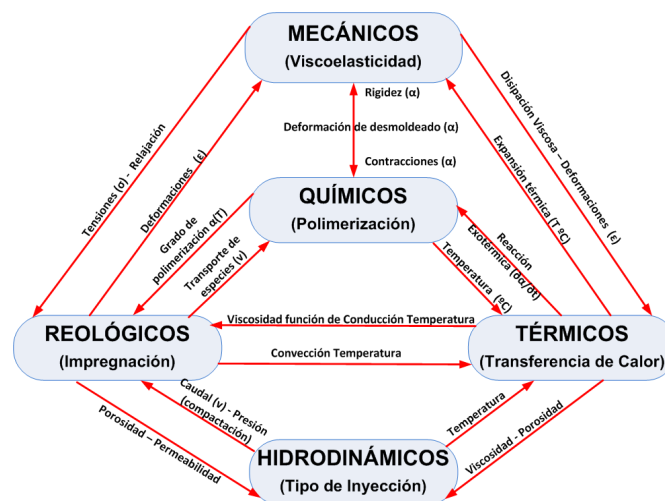 MECÁNICOS
(Viscoelasticidad)
Rigidez (α)
Deformación de desmoldeado (α)
Contracciones (α)
Tensiones (σ) - Relajación
Deformaciones (ε)
Disipación Viscosa – Deformaciones (ε)
Expansión térmica (T ºC)
QUÍMICOS
(Polimerización)
Grado de
polimerización α(T)
Transporte de
especies (v)
Reacción
Exotérmica (∂α/∂t)
Temperatura (ºC)
REOLÓGICOS
(Impregnación)
Viscosidad función de Conducción Temperatura
Convección Temperatura
TÉRMICOS
(Transferencia de Calor)
Caudal (v) - Presión
(compactación)
Porosidad – Permeabilidad
Temperatura
Viscosidad - Porosidad
HIDRODINÁMICOS
(Tipo de Inyección)